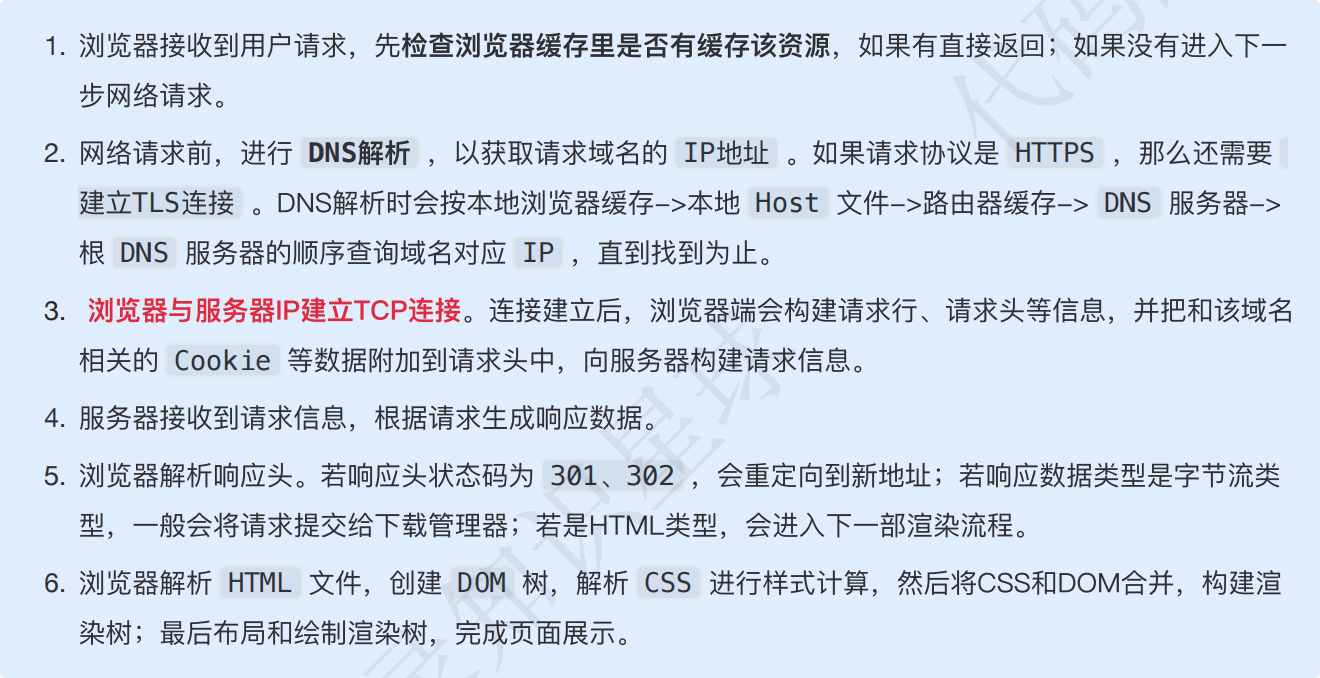 1. 浏览器接收到用户请求，先检查浏览器缓存里是否有缓存该资源，如果有直接返回；如果没有进入下一
步网络请求。
2. 网络请求前，进行 DNS解析 ，以获取请求域名的 IP地址 。如果请求协议是 HTTPS ，那么还需要
建立TLS连接 。DNS解析时会按本地浏览器缓存->本地 Host 文件->路由器缓存-> DNS 服务器->
根 DNS 服务器的顺序查询域名对应 IP ，直到找到为止。
3. 浏览器与服务器IP建立TCP连接。连接建立后，浏览器端会构建请求行、请求头等信息，并把和该域名
相关的 Cookie 等数据附加到请求头中，向服务器构建请求信息。
4. 服务器接收到请求信息，根据请求生成响应数据。
5. 浏览器解析响应头。若响应头状态码为 301、302 ，会重定向到新地址；若响应数据类型是字节流类
型，一般会将请求提交给下载管理器；若是HTML类型，会进入下一部渲染流程。
6. 浏览器解析 HTML 文件，创建 DOM 树，解析 CSS 进行样式计算，然后将CSS和DOM合并，构建渲
染树；最后布局和绘制渲染树，完成页面展示。
代码
录知识星球